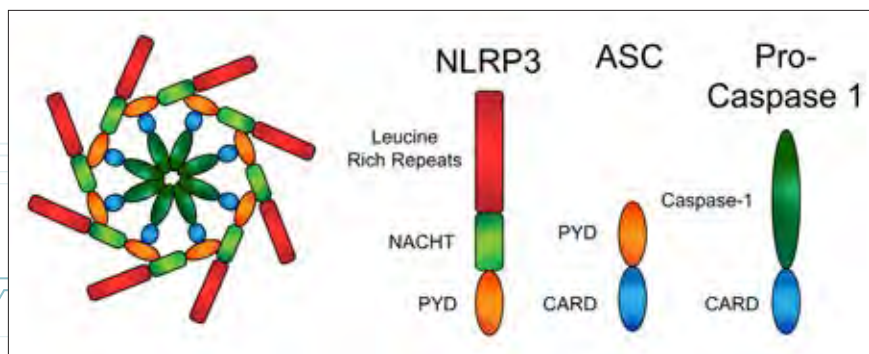 NLRP3
ASC
Pro-
Caspase 1
Leucine
Rich Repeats
NACHT
PYD
PYD
CARD
Caspase-1
CARD